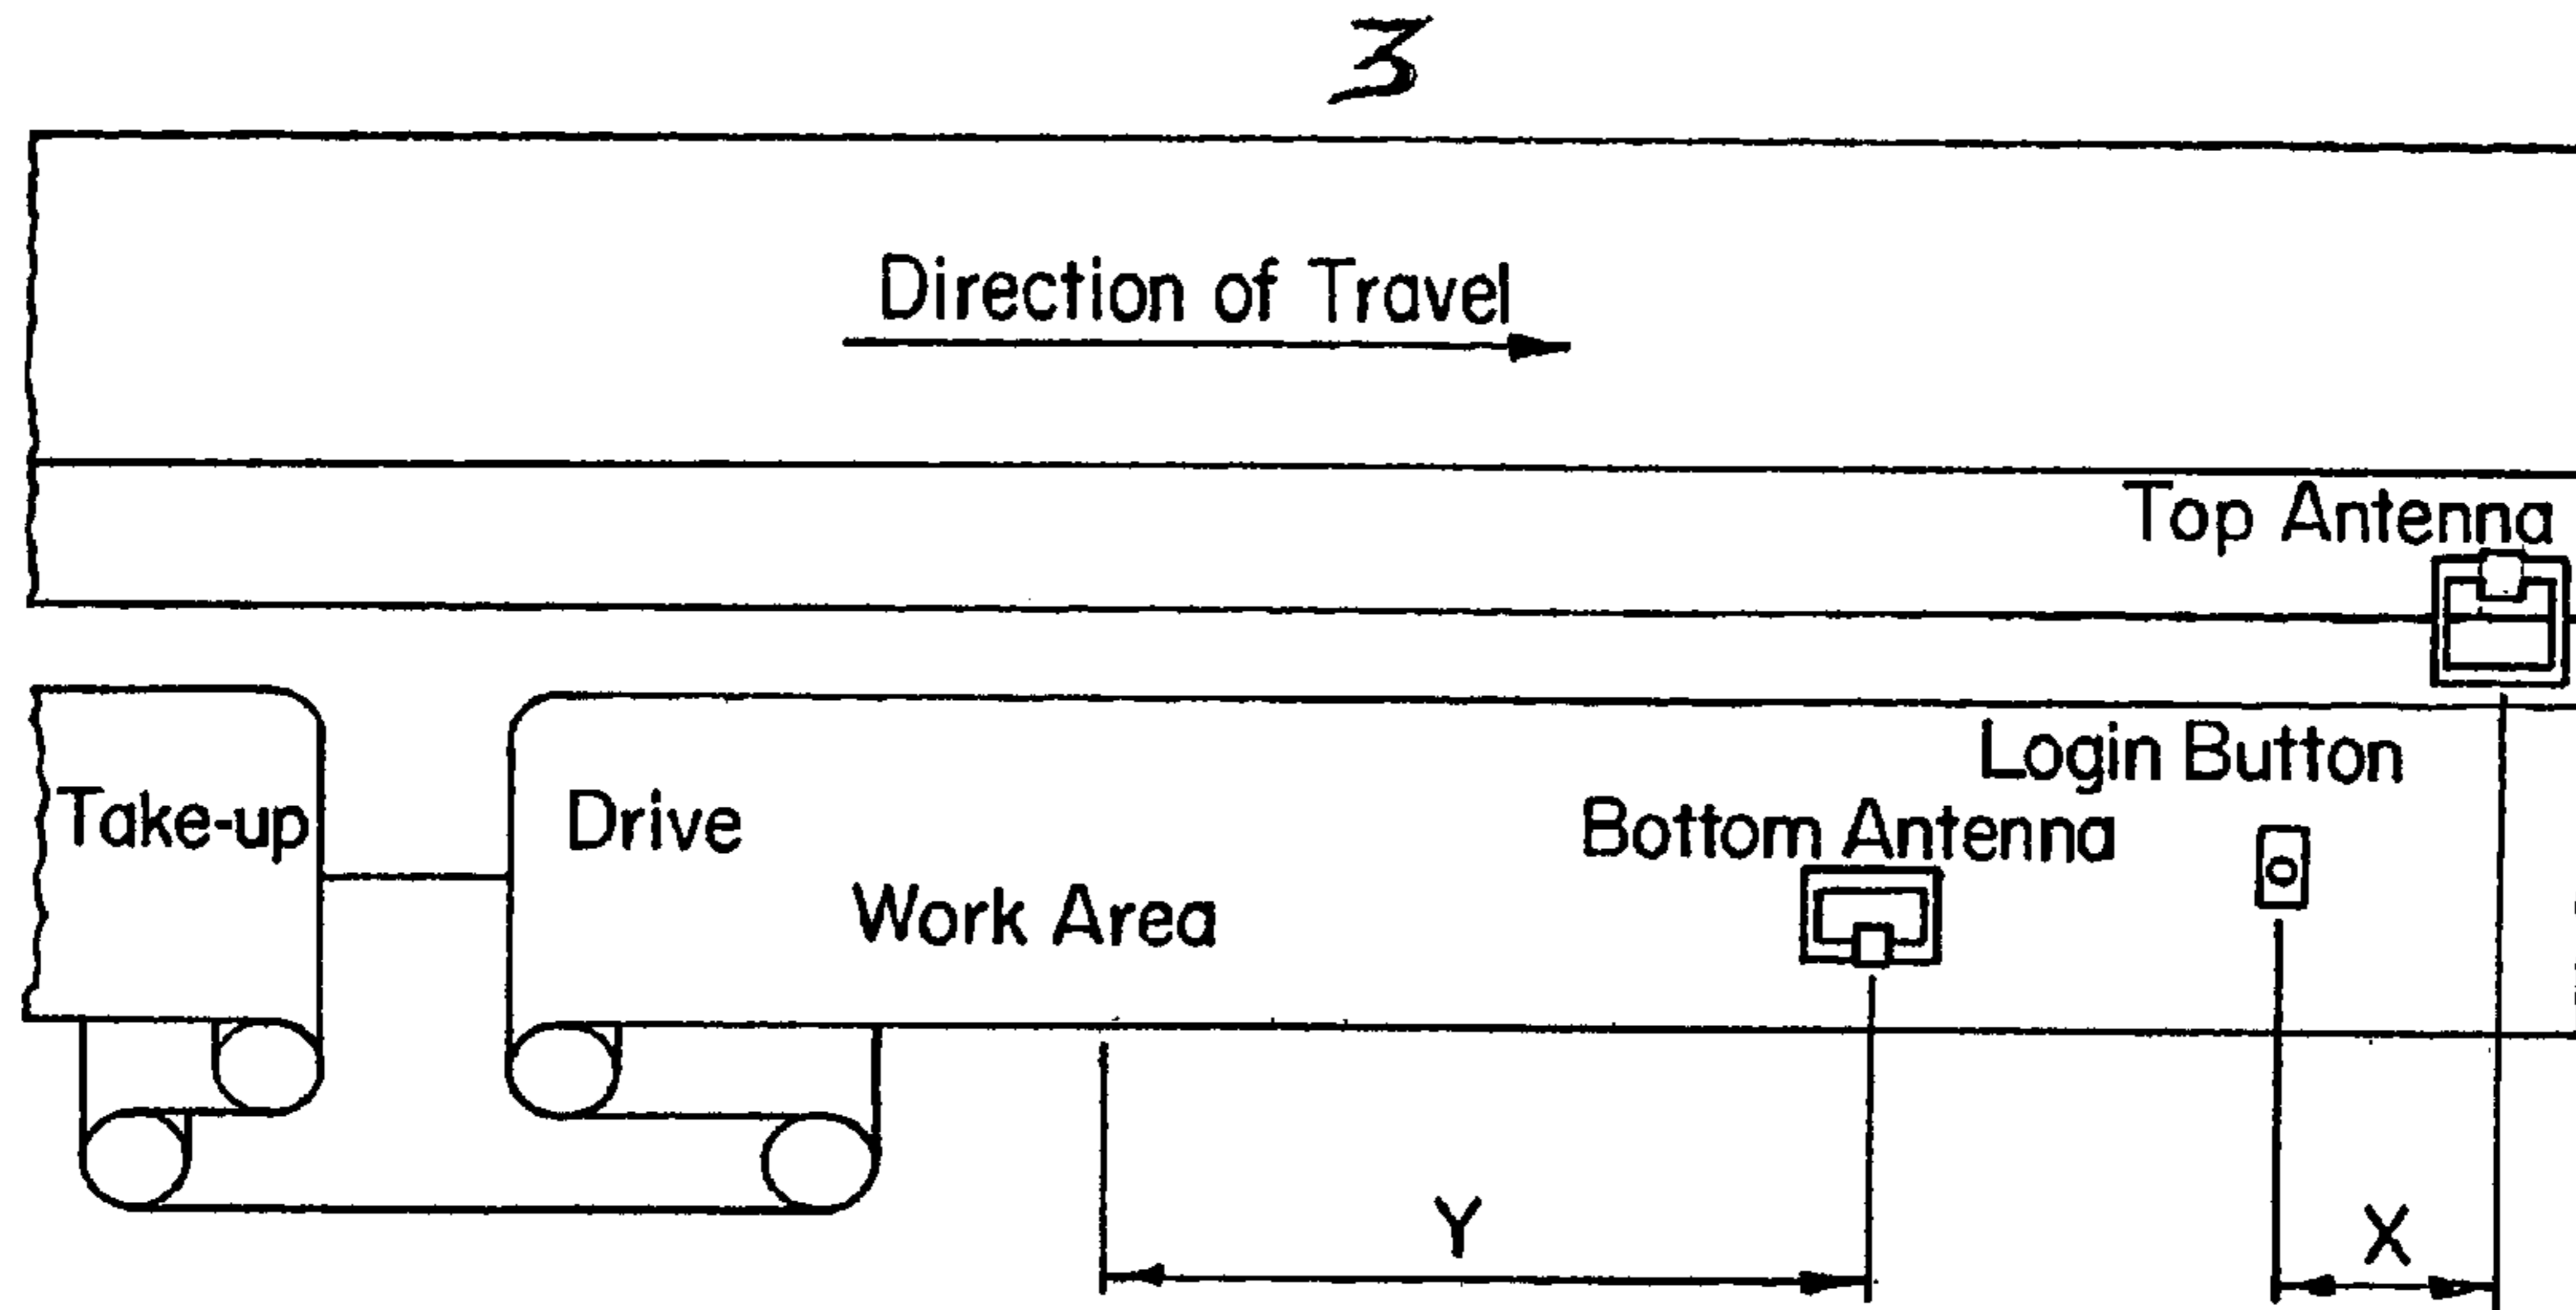 3
Direction of Travel
Top Antenna
Login Button
Take-up
Drive
Bottom Antenna
Work Area
Y
X